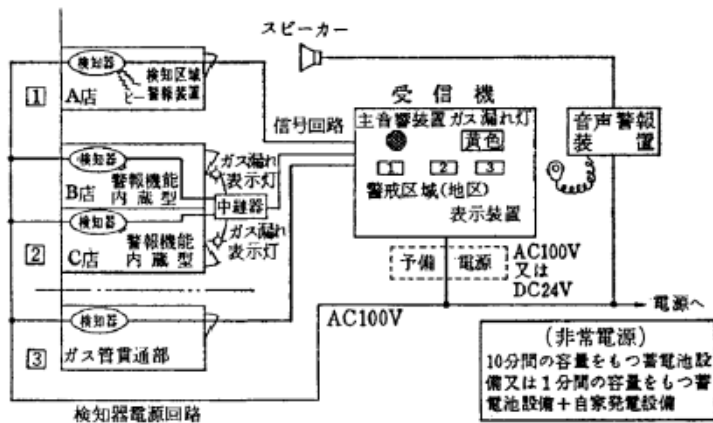 スピーカー
検知器
検知区域
警報装置
ピー
1
A店
受信機
主音響装置 ガス漏れ灯
黄色
音声警報
装置
信号回路
1 2 3
警戒区域(地区)
表示装置
検知器
B店
警報機能
内蔵型
ガス漏れ
表示灯
中継器
検知器
2
C店
警報機能
内蔵型
ガス漏れ
表示灯
予備電源
AC100V
又は
DC24V
検知器
3
ガス管貫通部
AC100V
電源へ
(非常電源)
10分間の容量をもつ蓄電池設
備又は1分間の容量をもつ蓄
電池設備+自家発電設備
検知器電源回路